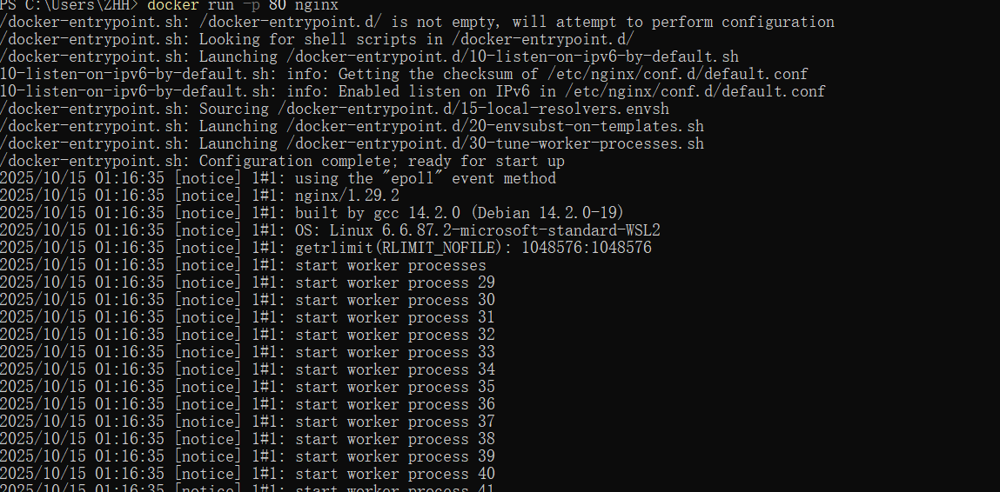 PS C:\Users\ZHH> docker run -p 80 nginx
/docker-entrypoint.sh: /docker-entrypoint.d/ is not empty, will attempt to perform configuration
/docker-entrypoint.sh: Looking for shell scripts in /docker-entrypoint.d/
/docker-entrypoint.sh: Launching /docker-entrypoint.d/10-listen-on-ipv6-by-default.sh
10-listen-on-ipv6-by-default.sh: info: Getting the checksum of /etc/nginx/conf.d/default.conf
10-listen-on-ipv6-by-default.sh: info: Enabled listen on IPv6 in /etc/nginx/conf.d/default.conf
/docker-entrypoint.sh: Sourcing /docker-entrypoint.d/15-local-resolvers.envsh
/docker-entrypoint.sh: Launching /docker-entrypoint.d/20-envsubst-on-templates.sh
/docker-entrypoint.sh: Launching /docker-entrypoint.d/30-tune-worker-processes.sh
/docker-entrypoint.sh: Configuration complete; ready for start up
2025/10/15 01:16:35 [notice] 1#1: using the "epoll" event method
2025/10/15 01:16:35 [notice] 1#1: nginx/1.29.2
2025/10/15 01:16:35 [notice] 1#1: built by gcc 14.2.0 (Debian 14.2.0-19)
2025/10/15 01:16:35 [notice] 1#1: OS: Linux 6.6.87.2-microsoft-standard-WSL2
2025/10/15 01:16:35 [notice] 1#1: getrlimit(RLIMIT_NOFILE): 1048576:1048576
2025/10/15 01:16:35 [notice] 1#1: start worker processes
2025/10/15 01:16:35 [notice] 1#1: start worker process 29
2025/10/15 01:16:35 [notice] 1#1: start worker process 30
2025/10/15 01:16:35 [notice] 1#1: start worker process 31
2025/10/15 01:16:35 [notice] 1#1: start worker process 32
2025/10/15 01:16:35 [notice] 1#1: start worker process 33
2025/10/15 01:16:35 [notice] 1#1: start worker process 34
2025/10/15 01:16:35 [notice] 1#1: start worker process 35
2025/10/15 01:16:35 [notice] 1#1: start worker process 36
2025/10/15 01:16:35 [notice] 1#1: start worker process 37
2025/10/15 01:16:35 [notice] 1#1: start worker process 38
2025/10/15 01:16:35 [notice] 1#1: start worker process 39
2025/10/15 01:16:35 [notice] 1#1: start worker process 40
2025/10/15 01:16:35 [notice] 1#1: start worker process 41